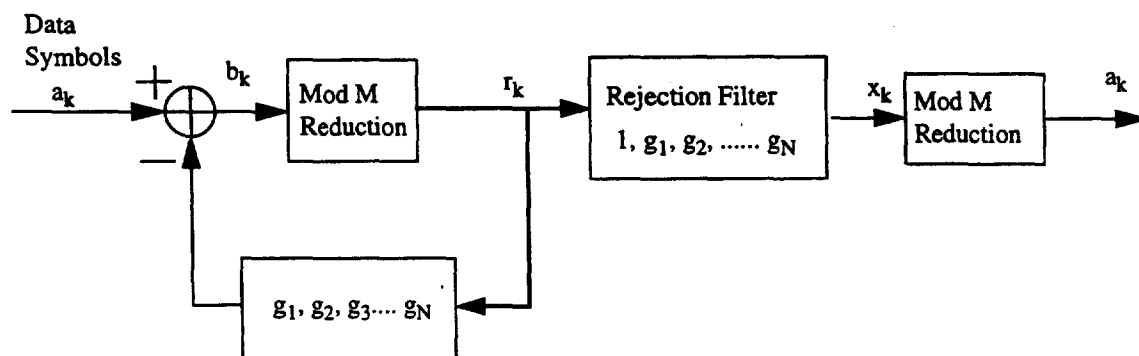 Data
Symbols
a_k
+
−
b_k
Mod M
Reduction
r_k
Rejection Filter
1, g_1, g_2, ...... g_N
x_k
Mod M
Reduction
a_k
g_1, g_2, g_3.... g_N